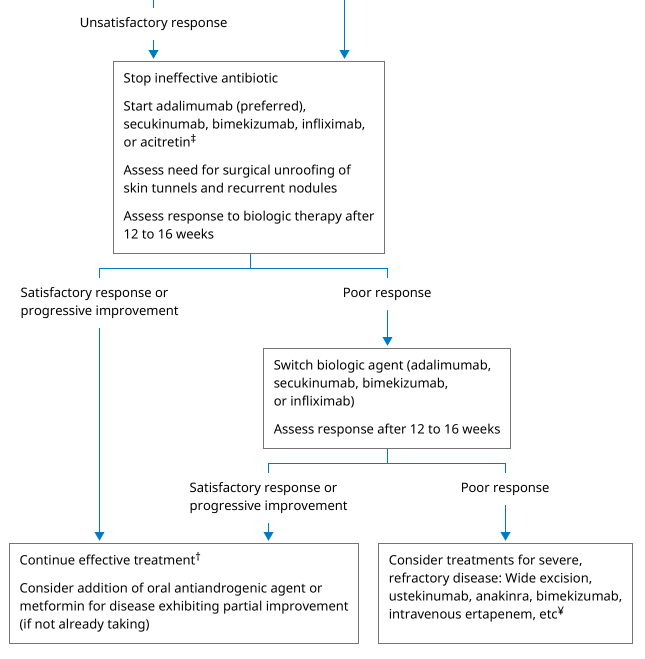 Unsatisfactory response
Stop ineffective antibiotic
Start adalimumab (preferred),
secukinumab, bimekizumab, infliximab,
or acitretin‡
Assess need for surgical unroofing of
skin tunnels and recurrent nodules
Assess response to biologic therapy after
12 to 16 weeks
Satisfactory response or
progressive improvement
Poor response
Switch biologic agent (adalimumab,
secukinumab, bimekizumab,
or infliximab)
Assess response after 12 to 16 weeks
Satisfactory response or
progressive improvement
Poor response
Continue effective treatment†
Consider addition of oral antiandrogenic agent or
metformin for disease exhibiting partial improvement
(if not already taking)
Consider treatments for severe,
refractory disease: Wide excision,
ustekinumab, anakinra, bimekizumab,
intravenous ertapenem, etc¥